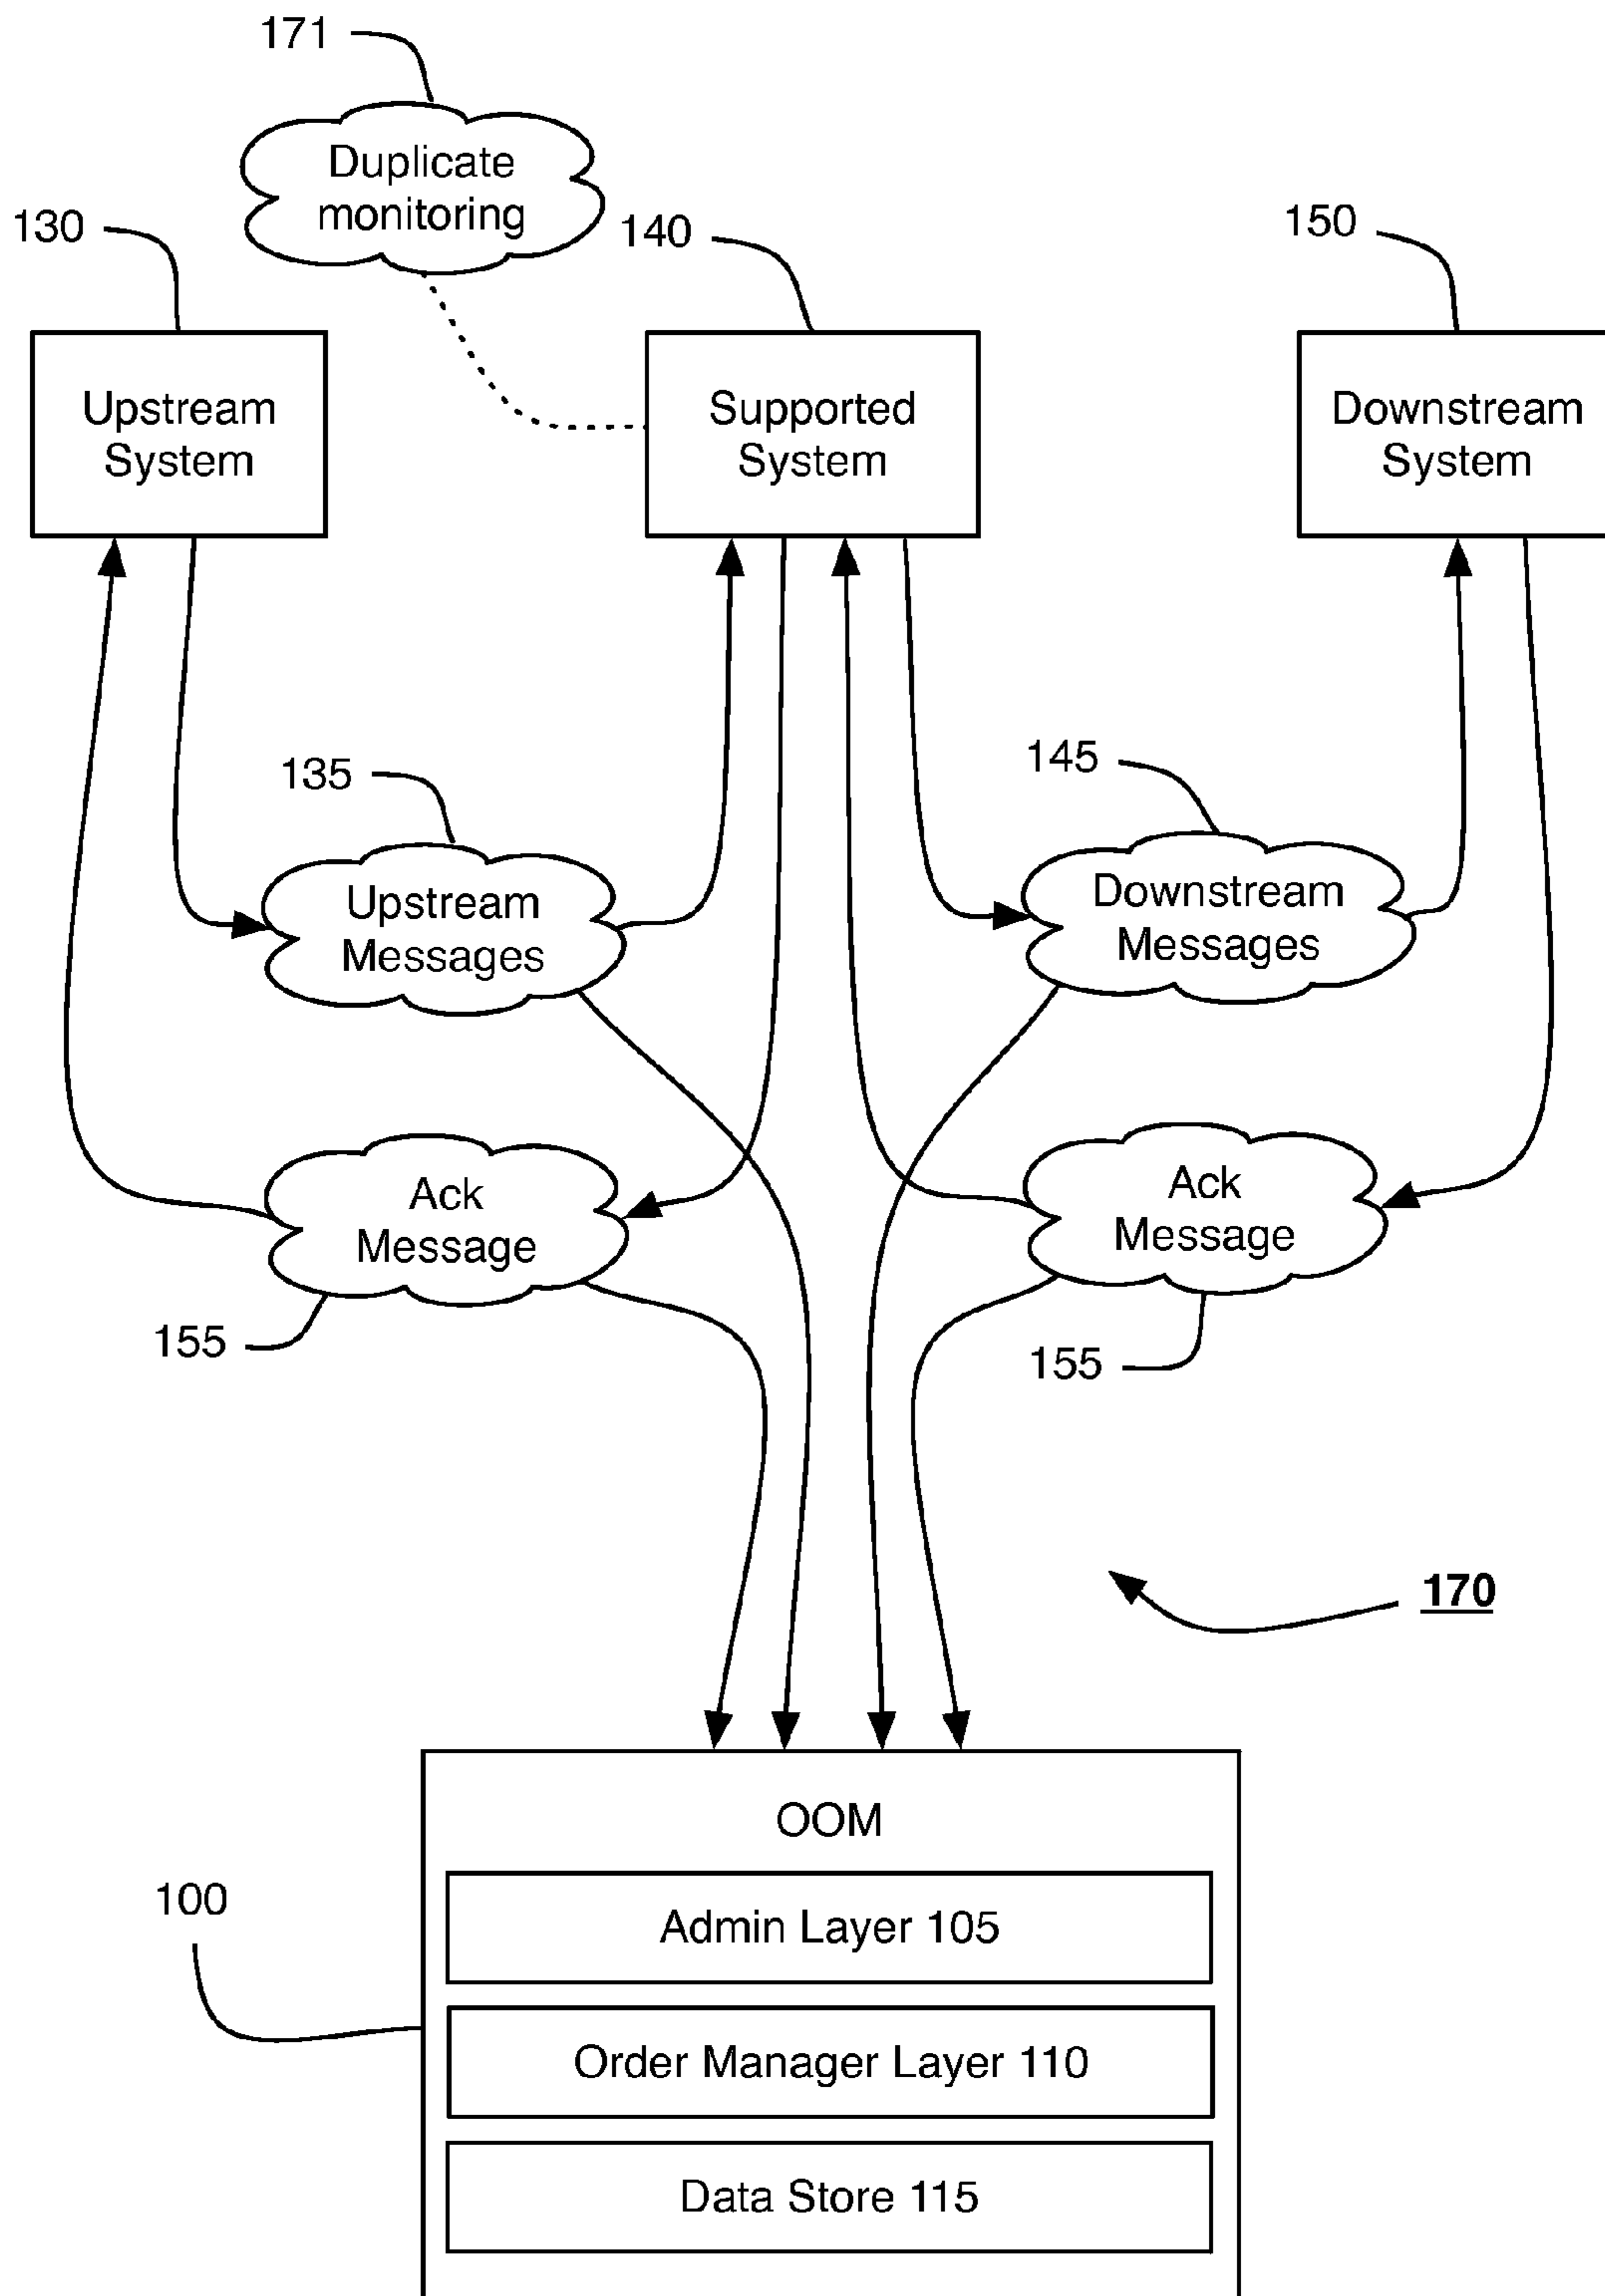 171
Duplicate
monitoring
130
140
150
Upstream
System
Supported
System
Downstream
System
135
145
Upstream
Messages
Downstream
Messages
Ack
Message
Ack
Message
155
155
170
OOM
100
Admin Layer 105
Order Manager Layer 110
Data Store 115